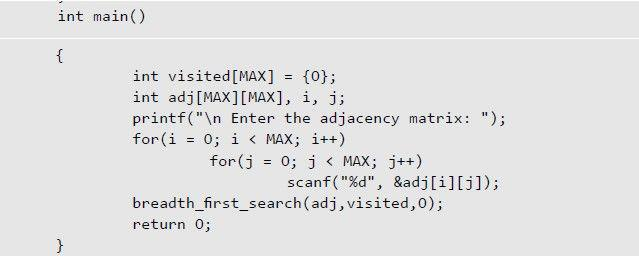 int main()
{
int visited[MAX] = {0};
int adj[MAX][MAX], i, j;
printf("\n Enter the adjacency matrix: ");
for(i = 0; i < MAX; i++)
for(j = 0; j < MAX; j++)
scanf("%d", &adj[i][j]);
breadth_first_search(adj,visited,0);
return 0;
}